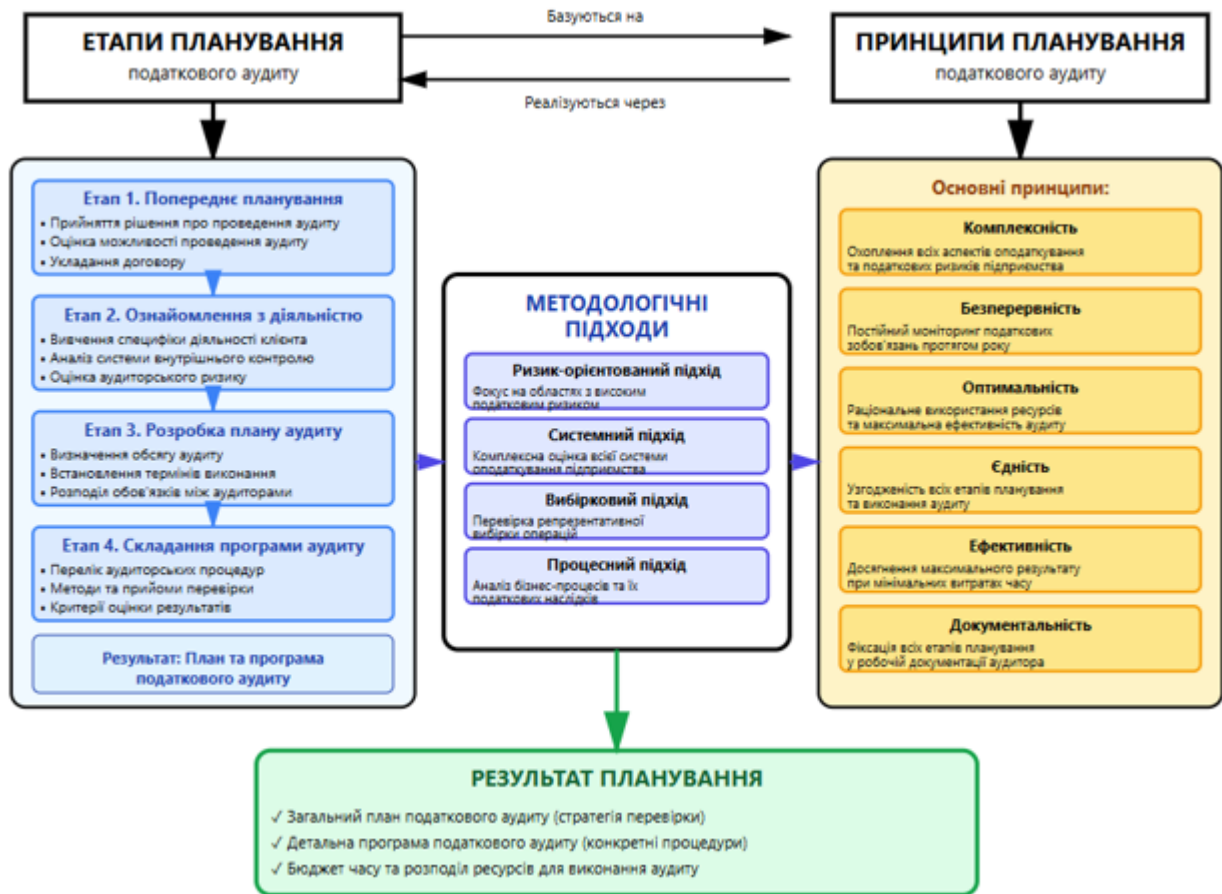 Базуються на
ЕТАПИ ПЛАНУВАННЯ
податкового аудиту
ПРИНЦИПИ ПЛАНУВАННЯ
податкового аудиту
Реалізуються через
Етап 1. Попереднє планування
• Прийняття рішення про проведення аудиту
• Оцінка можливості проведення аудиту
• Укладання договору
Етап 2. Ознайомлення з діяльністю
• Вивчення специфіки діяльності клієнта
• Аналіз системи внутрішнього контролю
• Оцінка аудиторського ризику
Етап 3. Розробка плану аудиту
• Визначення обсягу аудиту
• Встановлення термінів виконання
• Розподіл обов'язків між аудиторами
Етап 4. Складання програми аудиту
• Перелік аудиторських процедур
• Методи та прийоми перевірки
• Критерії оцінки результатів
Результат: План та програма
податкового аудиту
МЕТОДОЛОГІЧНІ
ПІДХОДИ
Ризик-орієнтований підхід
Фокус на областях з високим
податковим ризиком
Системний підхід
Комплексна оцінка всієї системи
оподаткування підприємства
Вибірковий підхід
Перевірка репрезентативної
вибірки операцій
Процесний підхід
Аналіз бізнес-процесів та їх
податкових наслідків
Основні принципи:
Комплексність
Охоплення всіх аспектів оподаткування
та податкових ризиків підприємства
Безперервність
Постійний моніторинг податкових
зобов'язань протягом року
Оптимальність
Раціональне використання ресурсів
та максимальна ефективність аудиту
Єдність
Узгодженість всіх етапів планування
та виконання аудиту
Ефективність
Досягнення максимального результату
при мінімальних витратах часу
Документальність
Фіксація всіх етапів планування
у робочій документації аудитора
РЕЗУЛЬТАТ ПЛАНУВАННЯ
✓ Загальний план податкового аудиту (стратегія перевірки)
✓ Детальна програма податкового аудиту (конкретні процедури)
✓ Бюджет часу та розподіл ресурсів для виконання аудиту